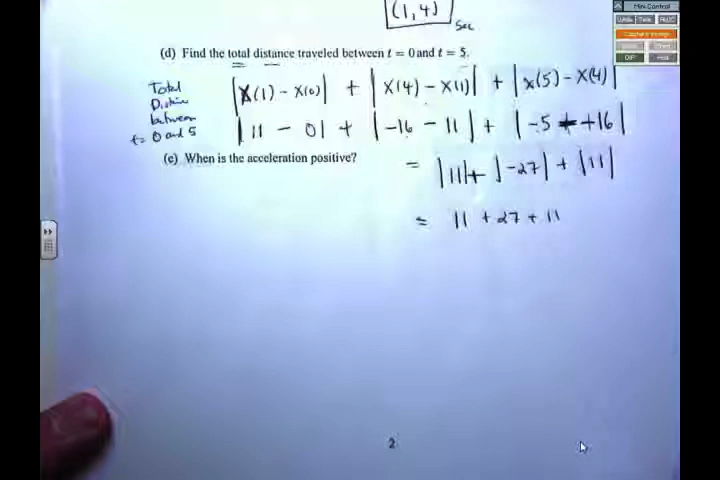 (1,4) sec
(d) Find the total distance traveled between t = 0 and t = 5.
Total
between
t= 0 and 5
|X(1) - X(0)| + |X(4) - X(1)| + |X(5) - X(4)|
|11 - 0| + |-16 - 11| + |-5 + +16|
(e) When is the acceleration positive?
= |11| + |-27| + |11|
= 11 + 27 + 11
2
Mini Control